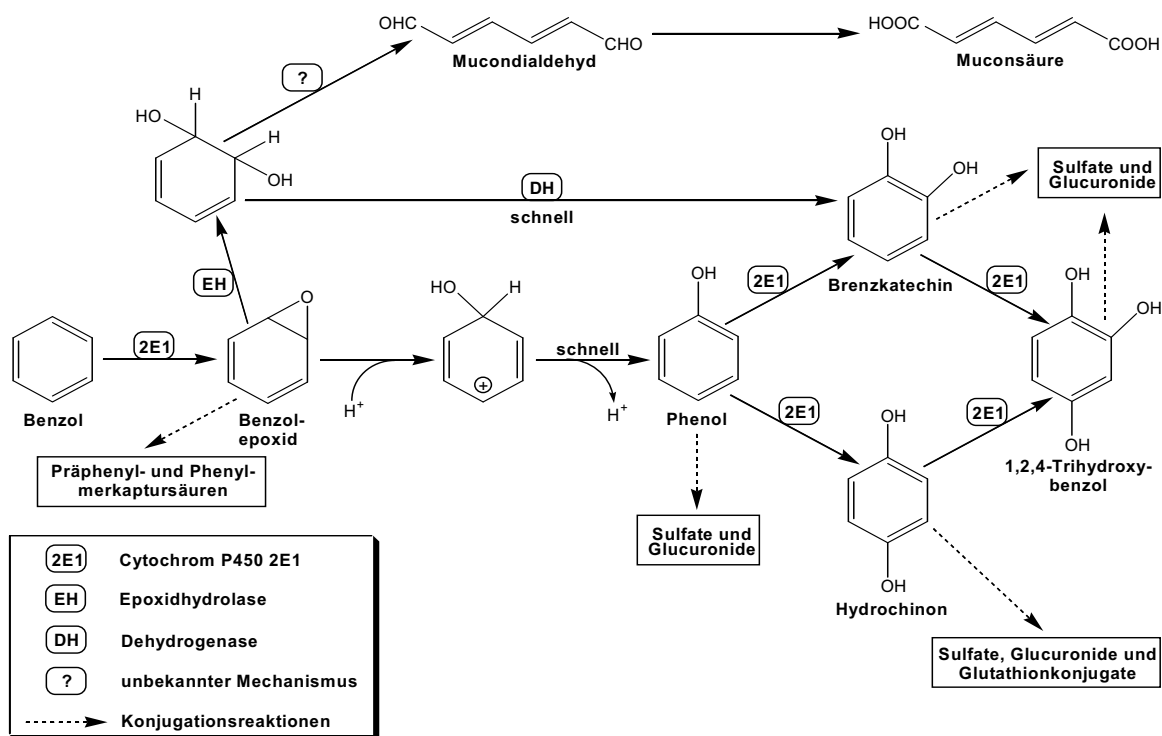 OHC
CHO
Mucondialdehyd
HOOC
COOH
Muconsäure
?
H
HO
H
OH
DH
schnell
OH
OH
Brenzkatechin
Sulfate und
Glucuronide
EH
2E1
2E1
Benzol
2E1
O
Benzol-
epoxid
H+
HO
H
+
schnell
H+
OH
Phenol
2E1
2E1
OH
OH
OH
1,2,4-Trihydroxy-
benzol
Präphenyl- und Phenyl-
merkaptursäuren
Sulfate und
Glucuronide
OH
OH
Hydrochinon
Sulfate, Glucuronide und
Glutathionkonjugate
2E1 Cytochrom P450 2E1
EH Epoxidhydrolase
DH Dehydrogenase
? unbekannter Mechanismus
Konjugationsreaktionen